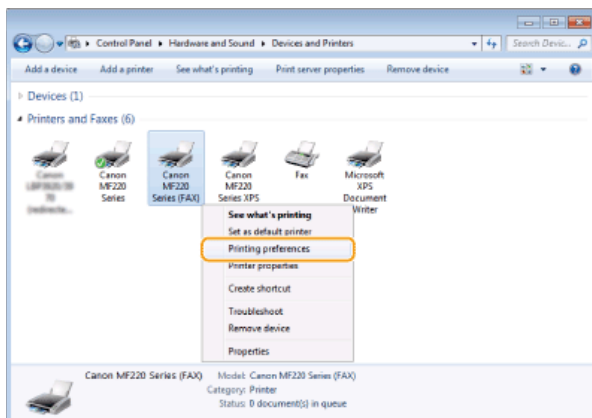 Control Panel ▸ Hardware and Sound ▸ Devices and Printers
Search Devic...
Add a device Add a printer See what's printing Print server properties Remove device
Devices (1)
Printers and Faxes (6)
Canon MF220 Series
Canon MF220 Series (FAX)
Canon MF220 Series XPS
Fax
Microsoft XPS Document Writer
See what's printing
Set as default printer
Printing preferences
Printer properties
Create shortcut
Troubleshoot
Remove device
Properties
Canon MF220 Series (FAX) Model: Canon MF220 Series (FAX)
Category: Printer
Status: 0 document(s) in queue